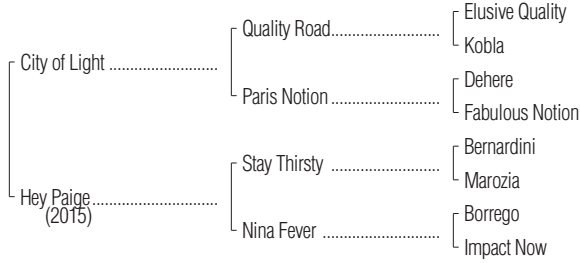 Elusive Quality
Quality Road
Kobla
City of Light
Dehere
Paris Notion
Fabulous Notion
Bernardini
Stay Thirsty
Marozia
Hey Paige
(2015)
Borrego
Nina Fever
Impact Now